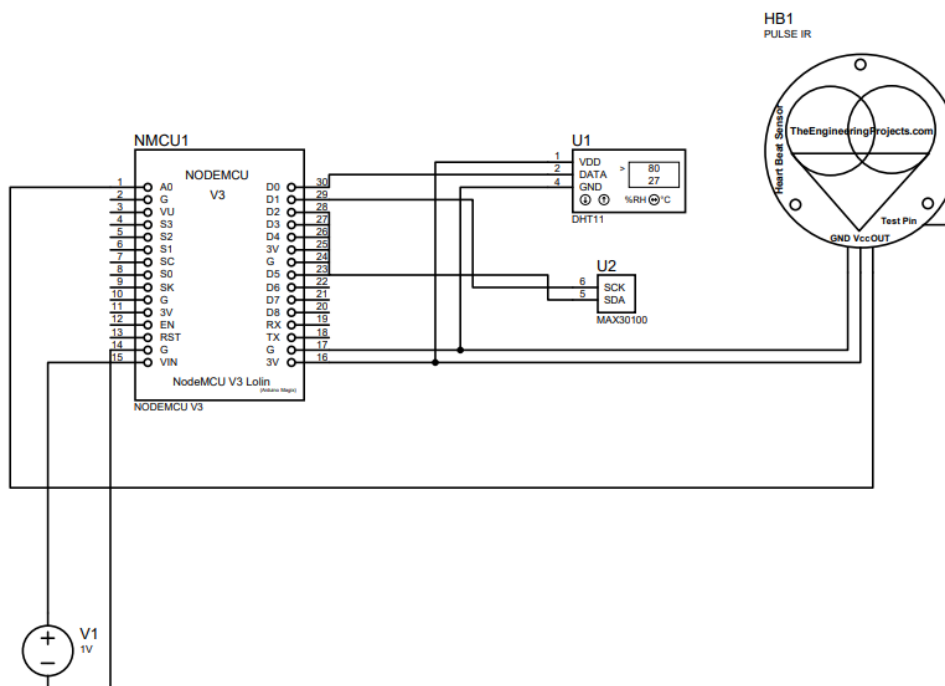 HB1
PULSE IR
Heart Beat Sensor
TheEngineeringProjects.com
Test Pin
GND VccOUT
NMCU1
NODEMCU
V3
1 A0 D0 30
2 G D1 29
3 VU D2 28
4 S3 D3 27
5 S2 D4 26
6 S1 3V 25
7 SC G 24
8 S0 D5 23
9 SK D6 22
10 G D7 21
11 3V D8 20
12 EN RX 19
13 RST TX 18
14 G G 17
15 VIN 3V 16
NodeMCU V3 Lolin
(Arduino Magix)
NODEMCU V3
U1
1 VDD > 80
2 DATA 27
4 GND
%RH °C
DHT11
U2
6 SCK
5 SDA
MAX30100
V1
1V
+
−